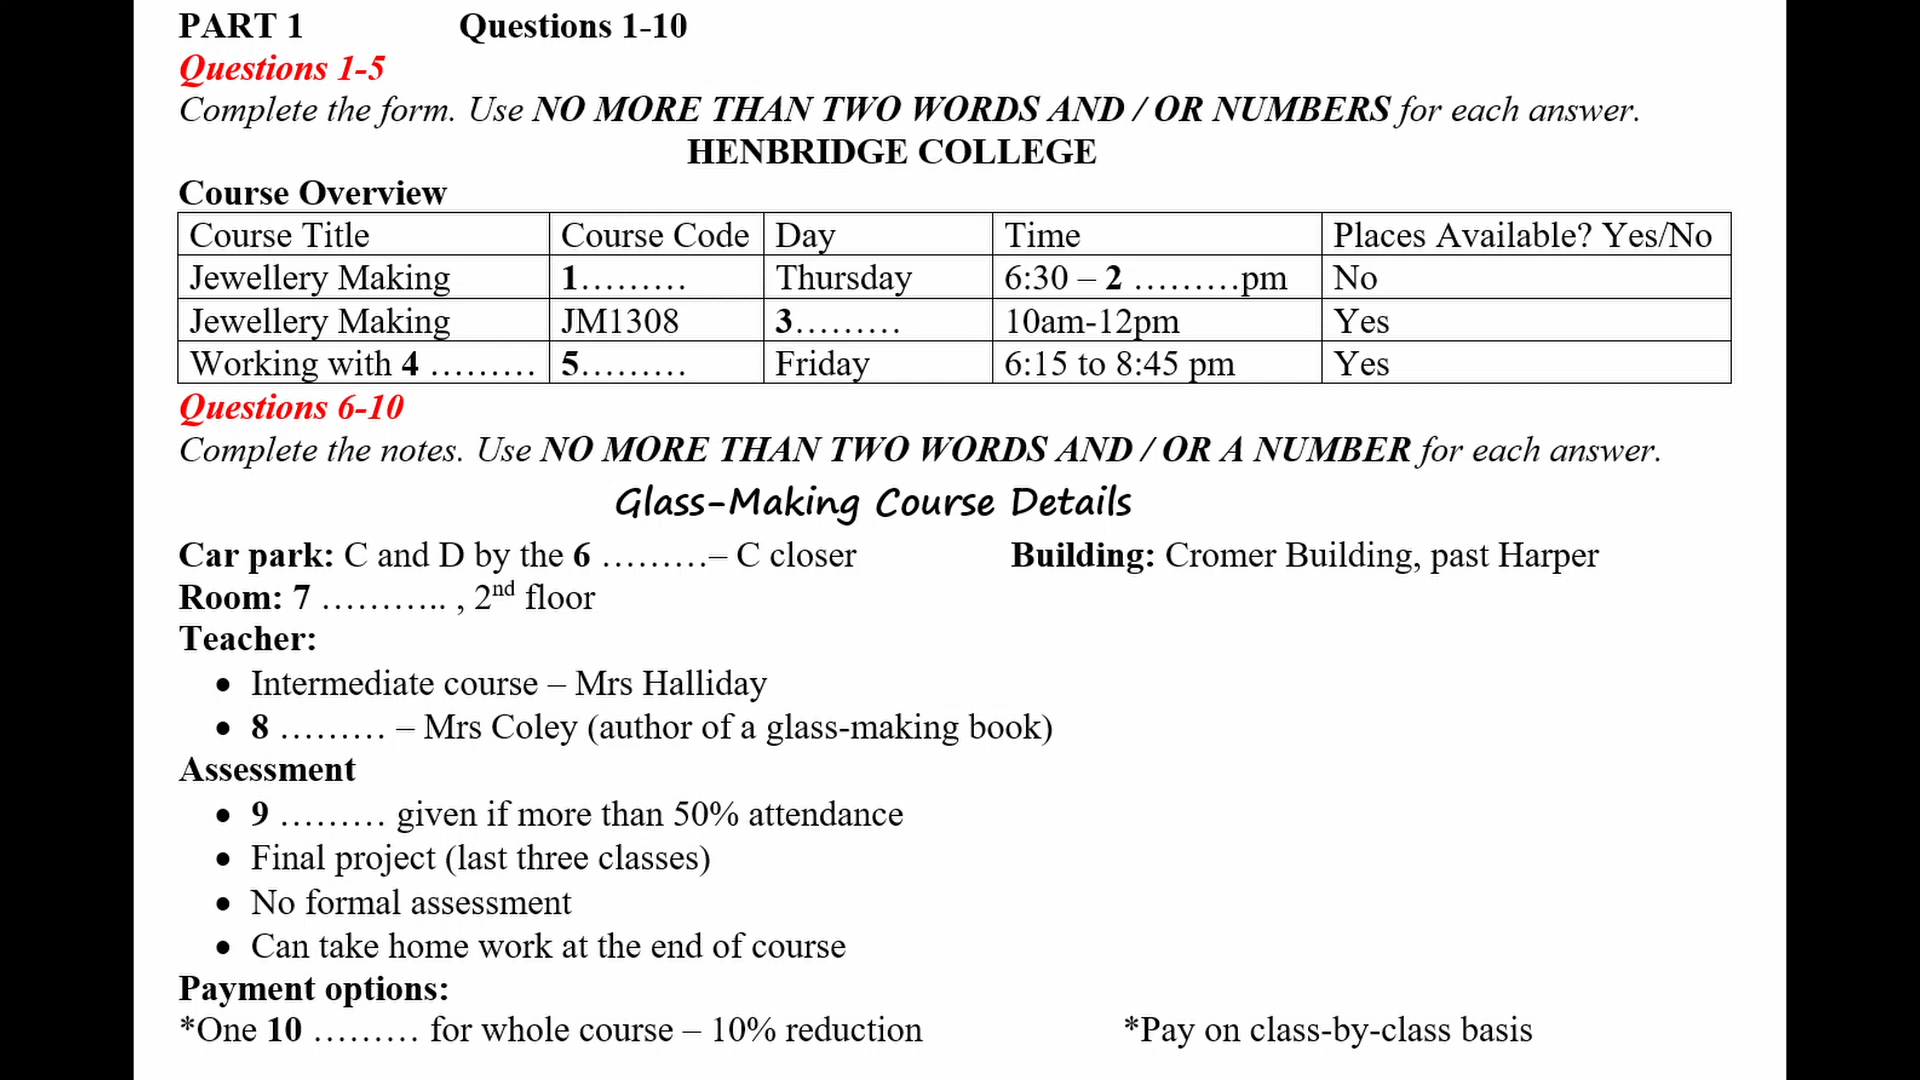 PART 1 Questions 1-10
Questions 1-5
Complete the form. Use NO MORE THAN TWO WORDS AND / OR NUMBERS for each answer.
HENBRIDGE COLLEGE
Course Overview
Course Title Course Code Day Time Places Available? Yes/No
Jewellery Making 1……… Thursday 6:30 – 2 ………pm No
Jewellery Making JM1308 3……… 10am-12pm Yes
Working with 4 ……… 5……… Friday 6:15 to 8:45 pm Yes
Questions 6-10
Complete the notes. Use NO MORE THAN TWO WORDS AND / OR A NUMBER for each answer.
Glass-Making Course Details
Car park: C and D by the 6 ………– C closer Building: Cromer Building, past Harper
Room: 7 ……….. , 2nd floor
Teacher:
• Intermediate course – Mrs Halliday
• 8 ……… – Mrs Coley (author of a glass-making book)
Assessment
• 9 ……… given if more than 50% attendance
• Final project (last three classes)
• No formal assessment
• Can take home work at the end of course
Payment options:
*One 10 ……… for whole course – 10% reduction *Pay on class-by-class basis